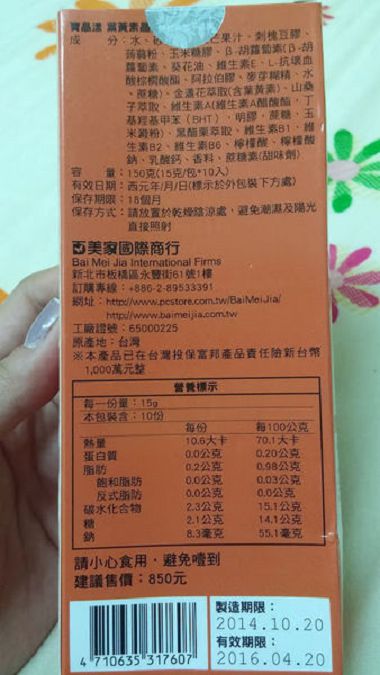 寶晶漾 葉黃素晶
成　分：水、 仁果汁、刺槐豆膠、
蒟蒻粉、玉米糖膠、β-胡蘿蔔素(β-胡
蘿蔔素、葵花油、維生素E、L-抗壞血
酸棕櫚酸酯、阿拉伯膠、麥芽糊精、水
、蔗糖)、金盞花萃取(含葉黃素)、山桑
子萃取、維生素A(維生素A醋酸酯、丁
基羥基甲苯（BHT）、明膠、蔗糖、玉
米澱粉)、黑醋栗萃取、維生素B1、維
生素B2、維生素B6、檸檬酸、檸檬酸
鈉、乳酸鈣、香料、蔗糖素(甜味劑)
容　量：150克(15克/包*10入)
有效日期：西元年/月/日(標示於外包裝下方處)
保存期限：18個月
保存方式：請放置於乾燥陰涼處，避免潮濕及陽光
直接照射
百美家國際商行
Bai Mei Jia International Firms
新北市板橋區永豐街61號1樓
訂購專線：+886-2-89533391
網址：http://www.pcstore.com.tw/BaiMeiJia/
http://www.baimeijia.com.tw
工廠證號：65000225
原產地：台灣
※本產品已在台灣投保富邦產品責任險新台幣
1,000萬元整
營養標示
每一份量：15g
本包裝含：10份
每份 每100公克
熱量 10.6大卡 70.1大卡
蛋白質 0.0公克 0.20公克
脂肪 0.2公克 0.98公克
飽和脂肪 0.0公克 0.03公克
反式脂肪 0.0公克 0.0公克
碳水化合物 2.3公克 15.1公克
糖 2.1公克 14.1公克
鈉 8.3毫克 55.1毫克
請小心食用，避免噎到
建議售價：850元
4 710635 317607
製造期限：
2014.10.20
有效期限：
2016.04.20